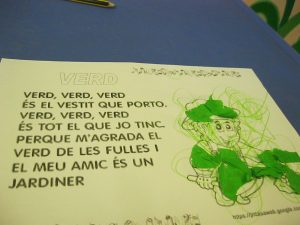 VERD
VERD, VERD, VERD
ÉS EL VESTIT QUE PORTO.
VERD, VERD, VERD
ÉS TOT EL QUE JO TINC.
PERQUE M'AGRADA EL
VERD DE LES FULLES I
EL MEU AMIC ÉS UN
JARDINER